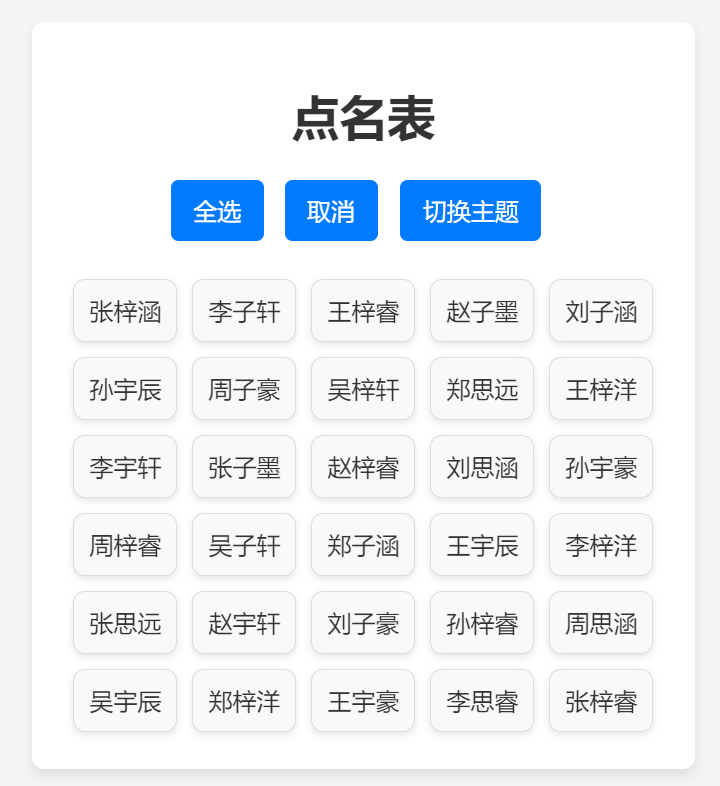 点名表
全选 取消 切换主题
张梓涵 李子轩 王梓睿 赵子墨 刘子涵
孙宇辰 周子豪 吴梓轩 郑思远 王梓洋
李宇轩 张子墨 赵梓睿 刘思涵 孙宇豪
周梓睿 吴子轩 郑子涵 王宇辰 李梓洋
张思远 赵宇轩 刘子豪 孙梓睿 周思涵
吴宇辰 郑梓洋 王宇豪 李思睿 张梓睿